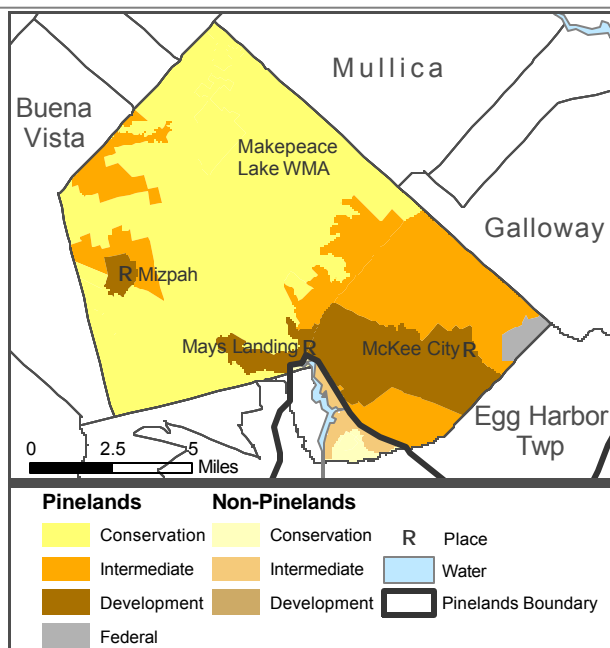 Mullica
Buena
Vista
Makepeace
Lake WMA
Galloway
R Mizpah
Mays Landing R
McKee City R
Egg Harbor
Twp
0 2.5 5
Miles
Pinelands Non-Pinelands
Conservation Conservation R Place
Intermediate Intermediate Water
Development Development Pinelands Boundary
Federal